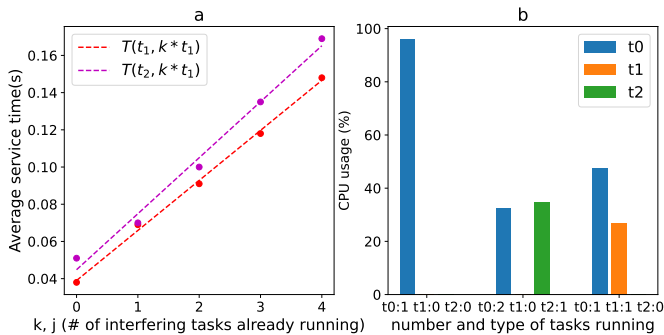 a
Average service time(s)
0.16
0.14
0.12
0.10
0.08
0.06
0.04
T(t₁, k * t₁)
T(t₂, k * t₁)
0 1 2 3 4
k, j (# of interfering tasks already running)
b
CPU usage (%)
100
80
60
40
20
0
t0
t1
t2
t0:1 t1:0 t2:0 t0:2 t1:0 t2:1 t0:1 t1:1 t2:0
number and type of tasks running